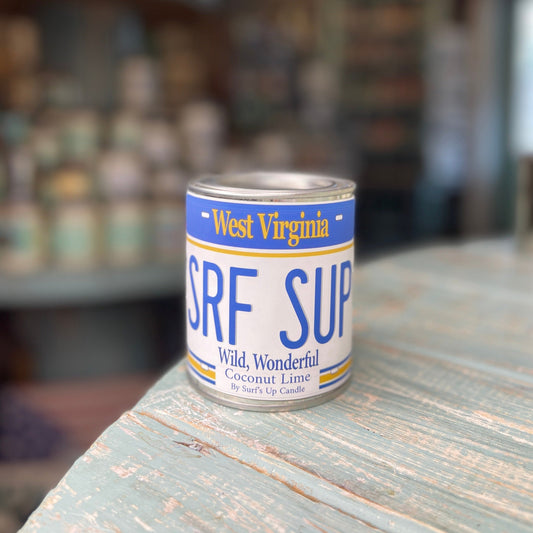 - West Virginia -
SRF SUP
Wild, Wonderful
Coconut Lime
By Surf's Up Candle